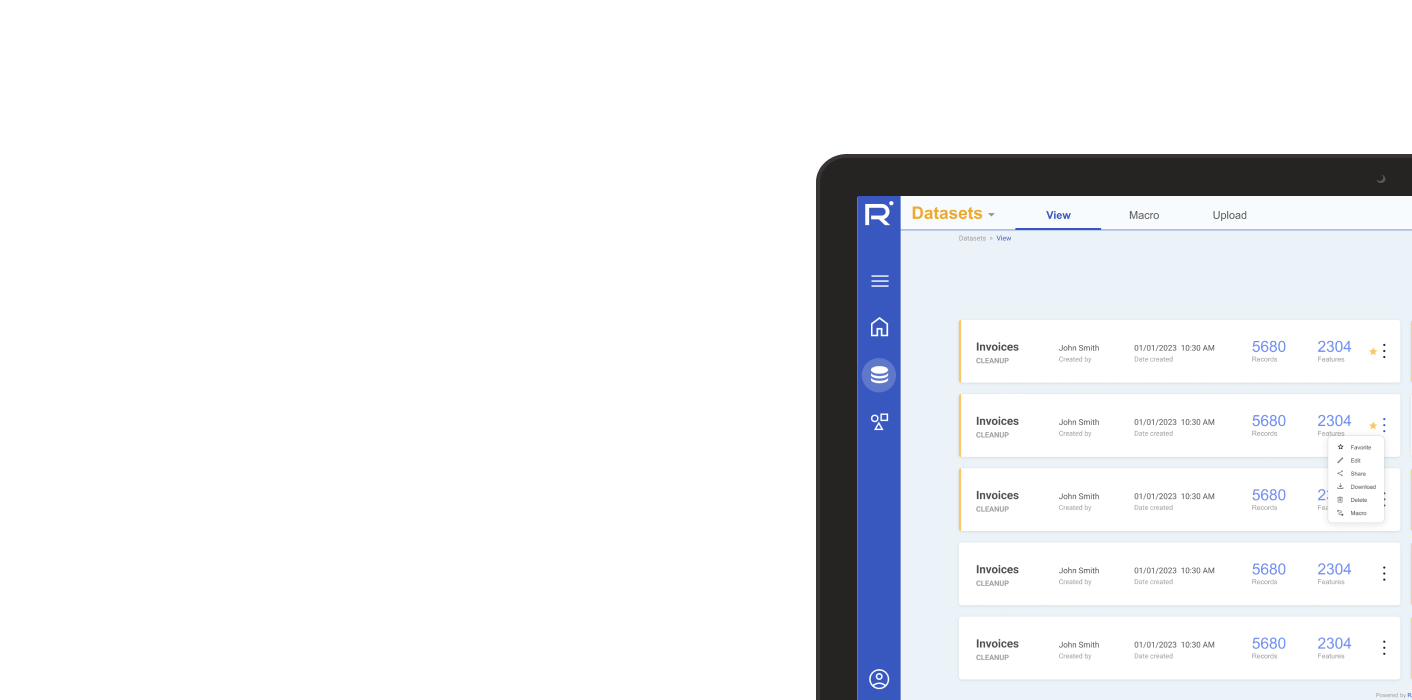 R
Datasets View Macro Upload
Datasets > View
Invoices John Smith 01/01/2023 10:30 AM 5680 2304
CLEANUP Created by Date created Records Features
Invoices John Smith 01/01/2023 10:30 AM 5680 2304
CLEANUP Created by Date created Records Features
Favorite
Edit
Share
Download
Delete
Macro
Invoices John Smith 01/01/2023 10:30 AM 5680
CLEANUP Created by Date created Records
Invoices John Smith 01/01/2023 10:30 AM 5680 2304
CLEANUP Created by Date created Records Features
Invoices John Smith 01/01/2023 10:30 AM 5680 2304
CLEANUP Created by Date created Records Features
Powered by R